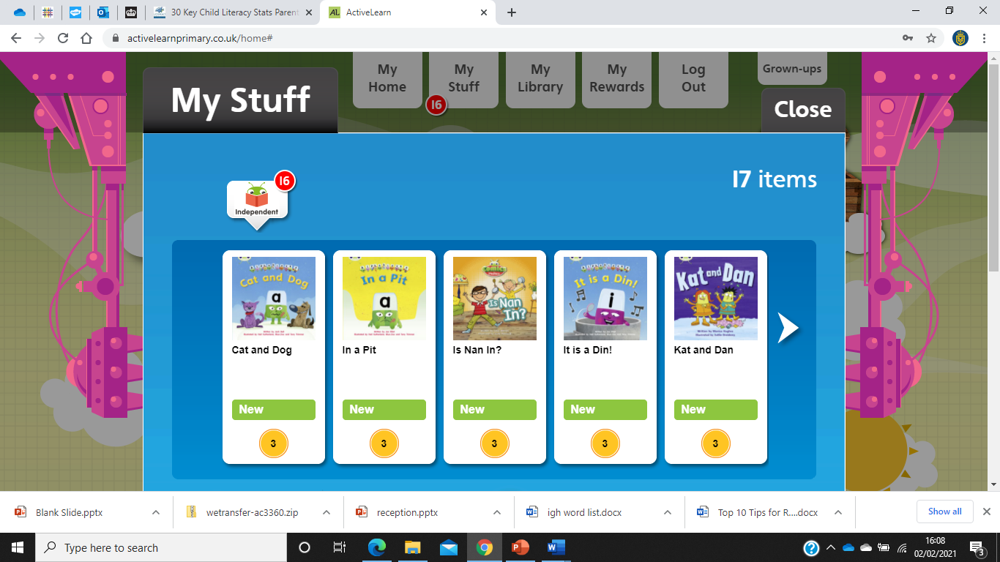 30 Key Child Literacy Stats Parent
ActiveLearn
activelearnprimary.co.uk/home#
My Home
My Stuff
16
My Library
My Rewards
Log Out
Grown-ups
My Stuff
Close
16
Independent
17 items
Cat and Dog
a
In a Pit
a
Comics
Is Nan In?
It is a Din!
i
Kat and Dan
Cat and Dog
In a Pit
Is Nan In?
It is a Din!
Kat and Dan
New
New
New
New
New
3
3
3
3
3
Blank Slide.pptx
wetransfer-ac3360.zip
reception.pptx
igh word list.docx
Top 10 Tips for R....docx
Show all
Type here to search
16:08
02/02/2021
3